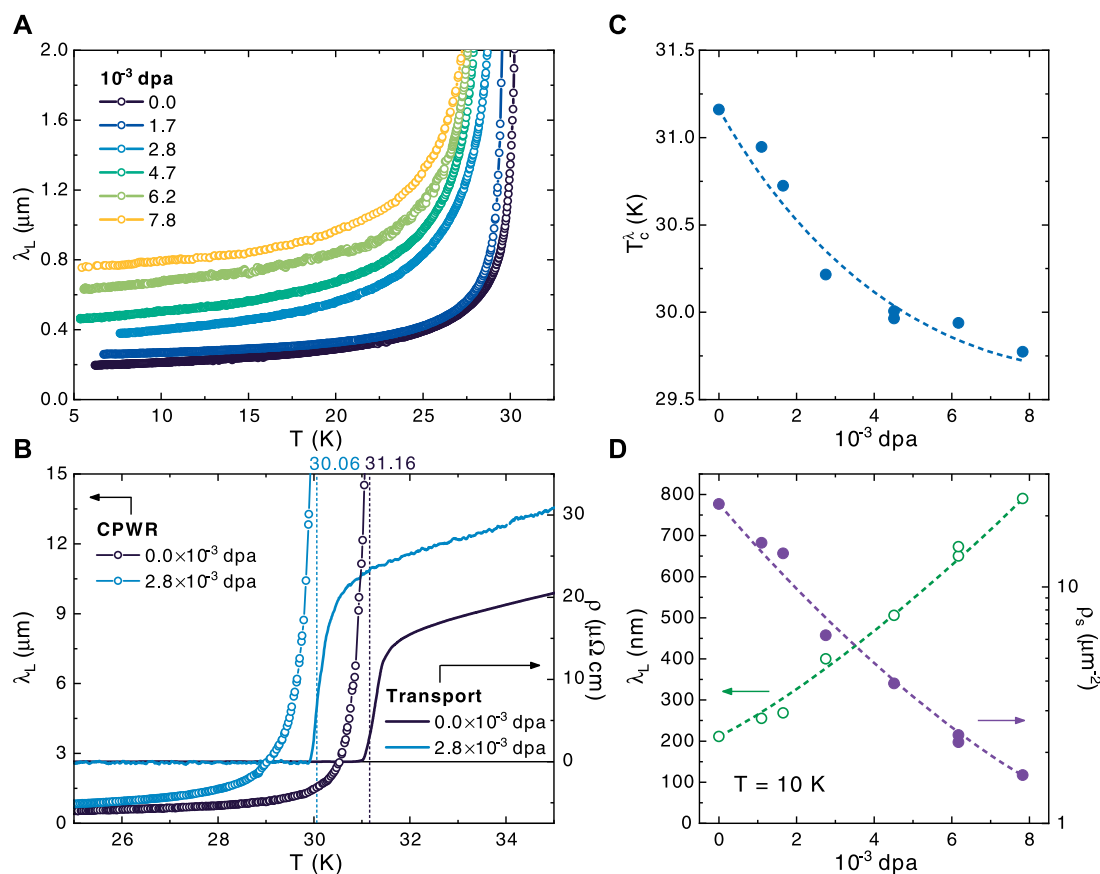 A
2.0
1.6
1.2
0.8
0.4
0.0
λL (μm)
10-3 dpa
0.0
1.7
2.8
4.7
6.2
7.8
5
10
15
20
25
30
T (K)
C
31.5
31.0
30.5
30.0
29.5
Tcλ (K)
0
2
4
6
8
10-3 dpa
B
30.06
31.16
15
12
9
6
3
0
λL (μm)
CPWR
0.0×10-3 dpa
2.8×10-3 dpa
Transport
0.0×10-3 dpa
2.8×10-3 dpa
30
20
10
0
ρ (μΩ cm)
26
28
30
32
34
T (K)
D
800
700
600
500
400
300
200
100
0
λL (nm)
T = 10 K
10
1
ρs (μm-2)
0
2
4
6
8
10-3 dpa